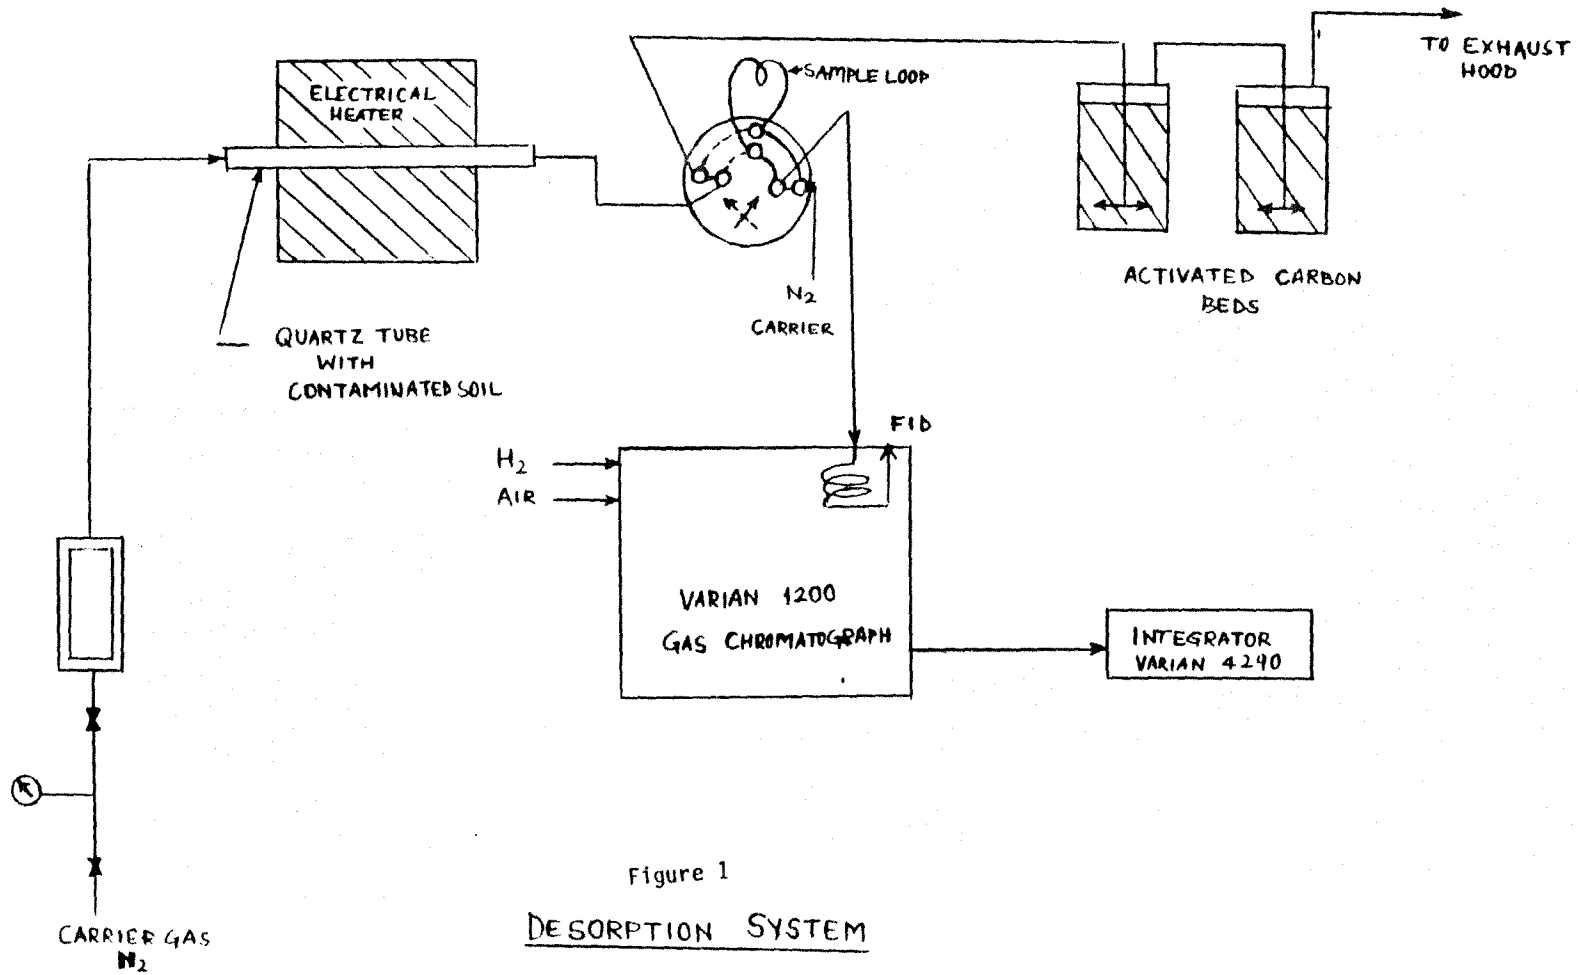 TO EXHAUST
HOOD
SAMPLE LOOP
ELECTRICAL
HEATER
ACTIVATED CARBON
BEDS
N2
CARRIER
QUARTZ TUBE
WITH
CONTAMINATED SOIL
FID
H2
AIR
VARIAN 1200
GAS CHROMATOGRAPH
INTEGRATOR
VARIAN 4290
Figure 1
DESORPTION SYSTEM
CARRIER GAS
N2